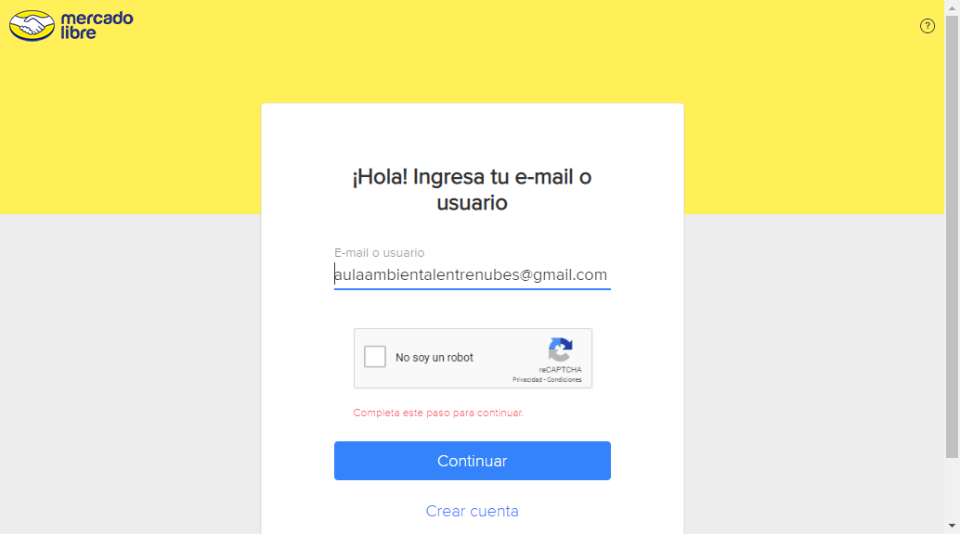 mercado
libre
?
¡Hola! Ingresa tu e-mail o
usuario
E-mail o usuario
aulaambientalentrenubes@gmail.com
No soy un robot
reCAPTCHA
Privacidad - Condiciones
Completa este paso para continuar.
Continuar
Crear cuenta